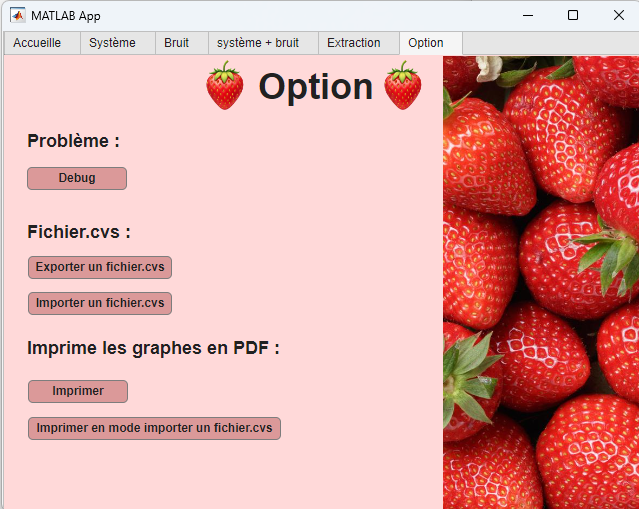 MATLAB App
Accueille Système Bruit système + bruit Extraction Option
Option
Problème :
Debug
Fichier.cvs :
Exporter un fichier.cvs
Importer un fichier.cvs
Imprime les graphes en PDF :
Imprimer
Imprimer en mode importer un fichier.cvs